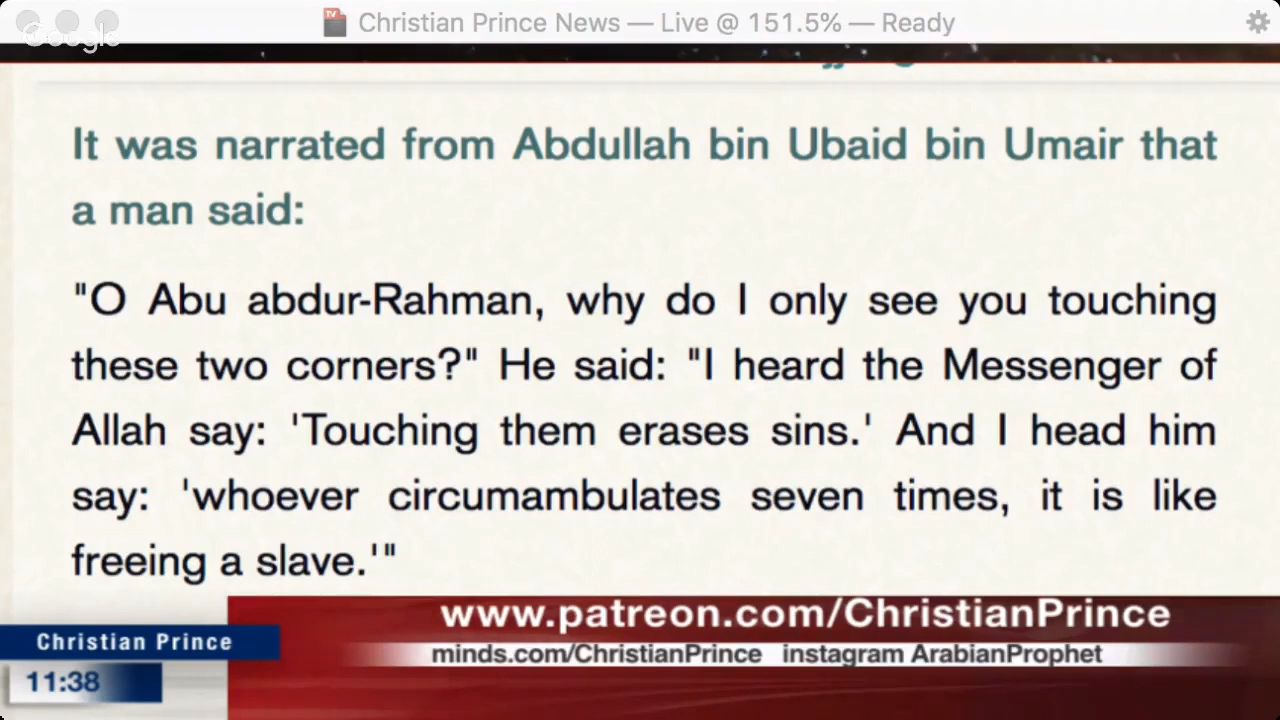 Christian Prince News — Live @ 151.5% — Ready
Google
It was narrated from Abdullah bin Ubaid bin Umair that
a man said:
"O Abu abdur-Rahman, why do I only see you touching
these two corners?" He said: "I heard the Messenger of
Allah say: 'Touching them erases sins.' And I head him
say: 'whoever circumambulates seven times, it is like
freeing a slave.'"
www.patreon.com/ChristianPrince
Christian Prince
minds.com/ChristianPrince instagram ArabianProphet
11:38